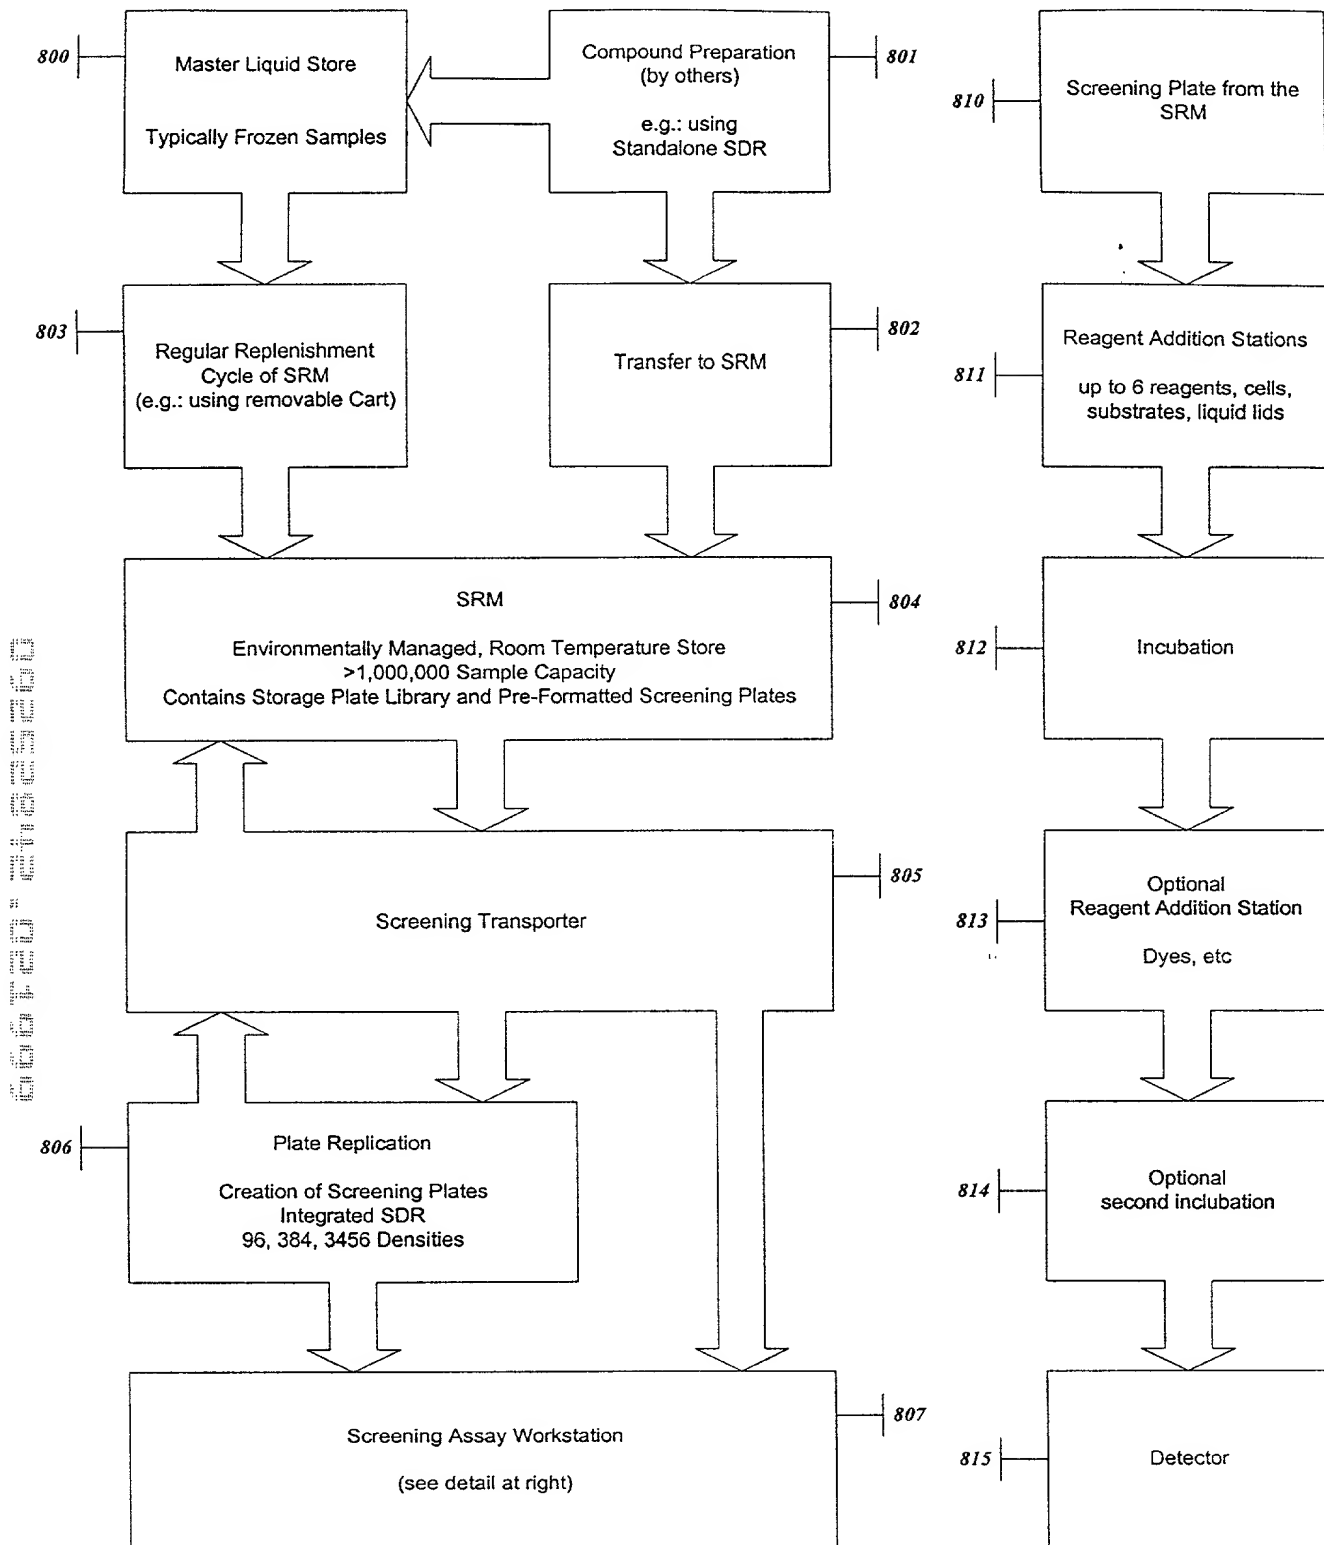 800
Master Liquid Store
Typically Frozen Samples
Compound Preparation
(by others)
e.g.: using
Standalone SDR
801
810
Screening Plate from the
SRM
803
Regular Replenishment
Cycle of SRM
(e.g.: using removable Cart)
Transfer to SRM
802
811
Reagent Addition Stations
up to 6 reagents, cells,
substrates, liquid lids
SRM
Environmentally Managed, Room Temperature Store
>1,000,000 Sample Capacity
Contains Storage Plate Library and Pre-Formatted Screening Plates
804
812
Incubation
Screening Transporter
805
813
Optional
Reagent Addition Station
Dyes, etc
806
Plate Replication
Creation of Screening Plates
Integrated SDR
96, 384, 3456 Densities
814
Optional
second inclubation
Screening Assay Workstation
(see detail at right)
807
815
Detector